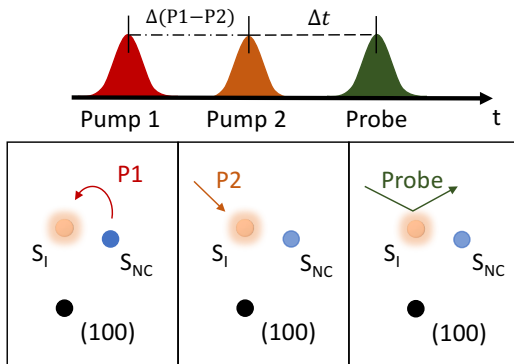 Δ(P1−P2) Δt
Pump 1 Pump 2 Probe t
P1 P2 Probe
S_I S_NC S_I S_NC S_I S_NC
(100) (100) (100)